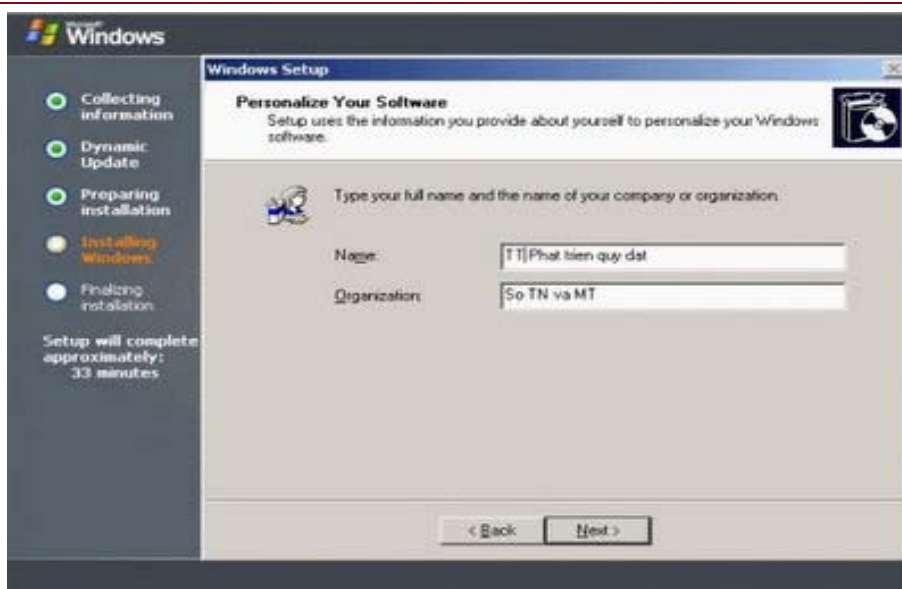 Microsoft
Windows
Collecting
information
Dynamic
Update
Preparing
installation
Installing
Windows
Finalizing
installation
Setup will complete
approximately:
33 minutes
Windows Setup
Personalize Your Software
Setup uses the information you provide about yourself to personalize your Windows
software.
Type your full name and the name of your company or organization.
Name: TT Phat trien quy dat
Organization: So TN va MT
< Back Next >